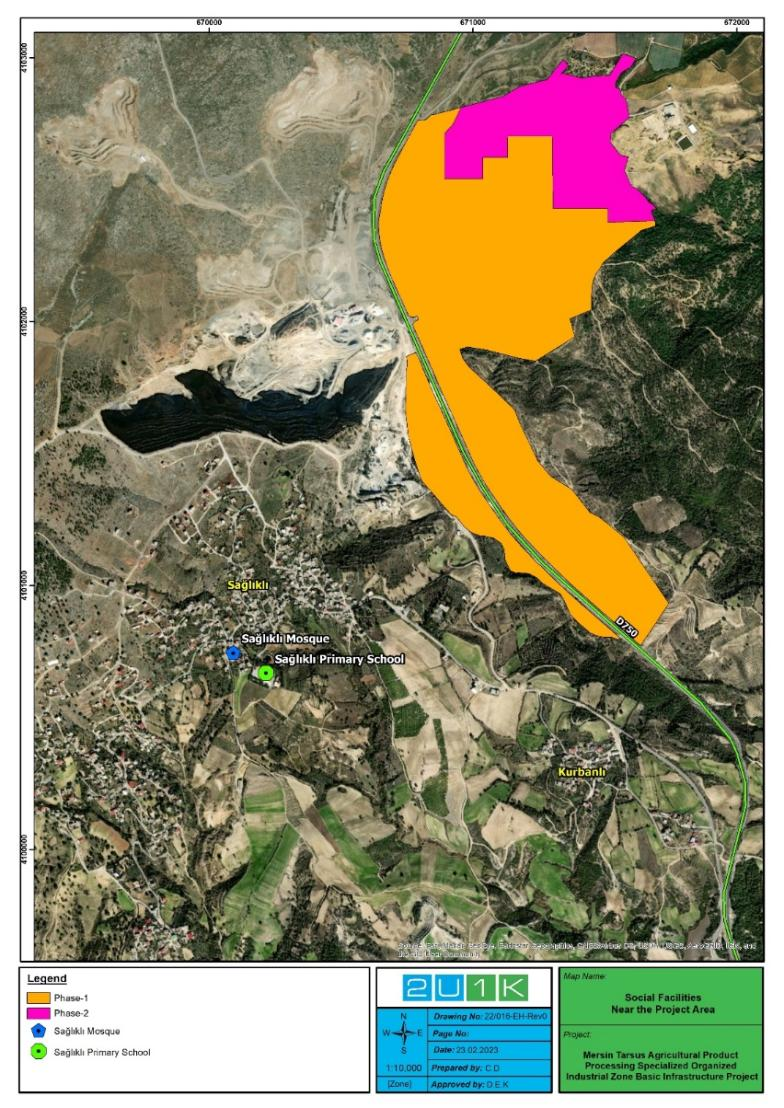 670000
671000
672000
4103000
4102000
4101000
4100000
Sağlıklı
Sağlıklı Mosque
Sağlıklı Primary School
D750
Kurbanlı
Legend
Phase-1
Phase-2
Sağlıklı Mosque
Sağlıklı Primary School
2U1K
N
W E
S
1:10,000
[Zone]
Drawing No: 22/016-EH-Rev0
Page No:
Date: 23.02.2023
Prepared by: C.D
Approved by: D.E.K
Map Name:
Social Facilities
Near the Project Area
Project:
Mersin Tarsus Agricultural Product
Processing Specialized Organized
Industrial Zone Basic Infrastructure Project